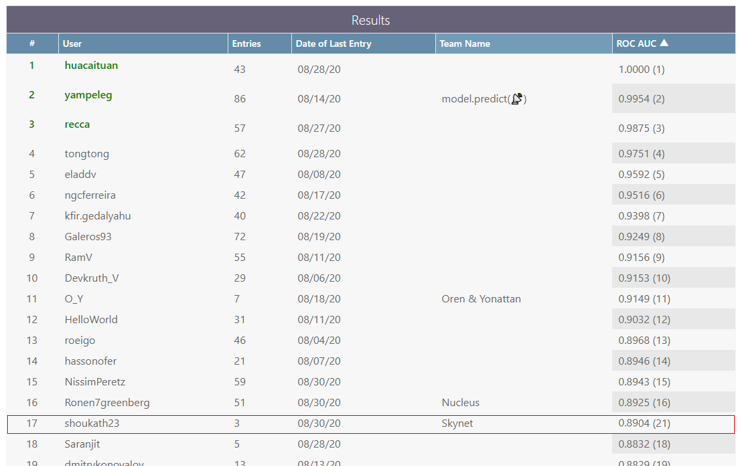 Results
# User Entries Date of Last Entry Team Name ROC AUC ▲
1 huacaituan 43 08/28/20 1.0000 (1)
2 yampeleg 86 08/14/20 model.predict(📡) 0.9954 (2)
3 recca 57 08/27/20 0.9875 (3)
4 tongtong 62 08/28/20 0.9751 (4)
5 eladdv 47 08/08/20 0.9592 (5)
6 ngcferreira 42 08/17/20 0.9516 (6)
7 kfir.gedalyahu 40 08/22/20 0.9398 (7)
8 Galeros93 72 08/19/20 0.9249 (8)
9 RamV 55 08/11/20 0.9156 (9)
10 Devkruth_V 29 08/06/20 0.9153 (10)
11 O_Y 7 08/18/20 Oren & Yonattan 0.9149 (11)
12 HelloWorld 31 08/11/20 0.9032 (12)
13 roeigo 46 08/04/20 0.8968 (13)
14 hassonofer 21 08/07/20 0.8946 (14)
15 NissimPeretz 59 08/30/20 0.8943 (15)
16 Ronen7greenberg 51 08/30/20 Nucleus 0.8925 (16)
17 shoukath23 3 08/30/20 Skynet 0.8904 (21)
18 Saranjit 5 08/28/20 0.8832 (18)
19 dmitrykonovalov 13 08/13/20 0.8829 (19)